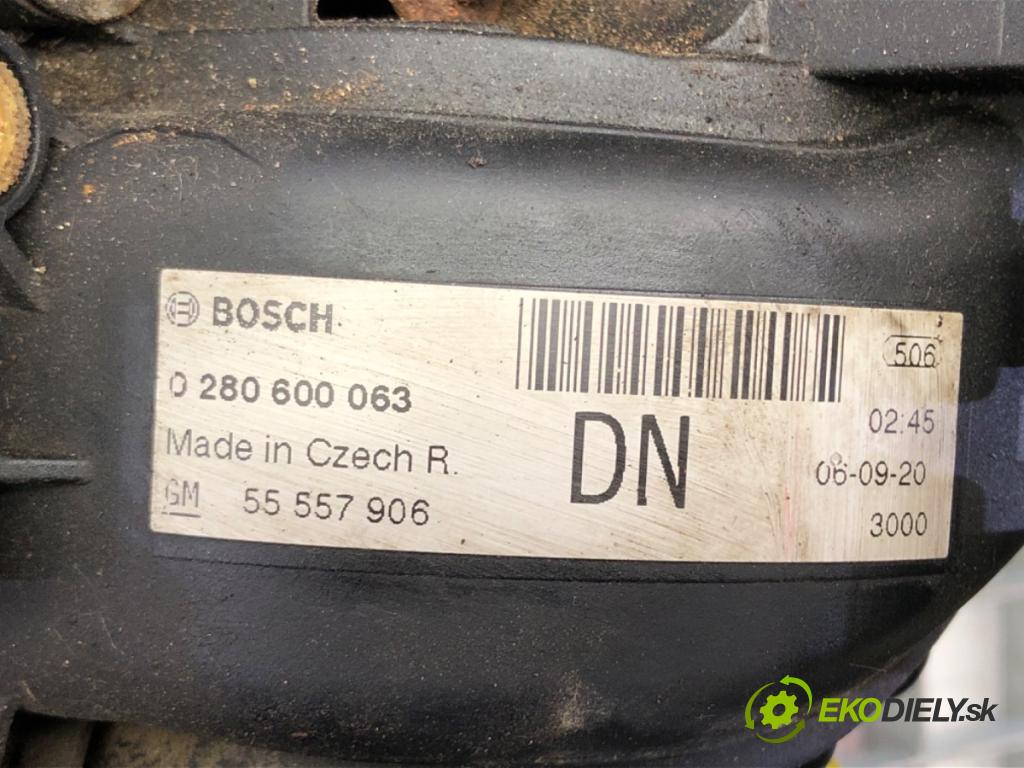 BOSCH
506
0 280 600 063
DN
02:45
Made in Czech R.
06-09-20
GM 55 557 906
3000
EKODIELY.sk